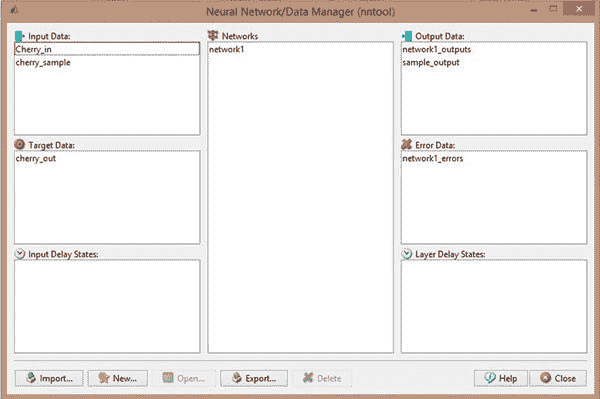 Neural Network/Data Manager (nntool)
Input Data:
Cherry_in
cherry_sample
Networks
network1
Output Data:
network1_outputs
sample_output
Target Data:
cherry_out
Error Data:
network1_errors
Input Delay States:
Layer Delay States:
Import...
New...
Open...
Export...
Delete
Help
Close